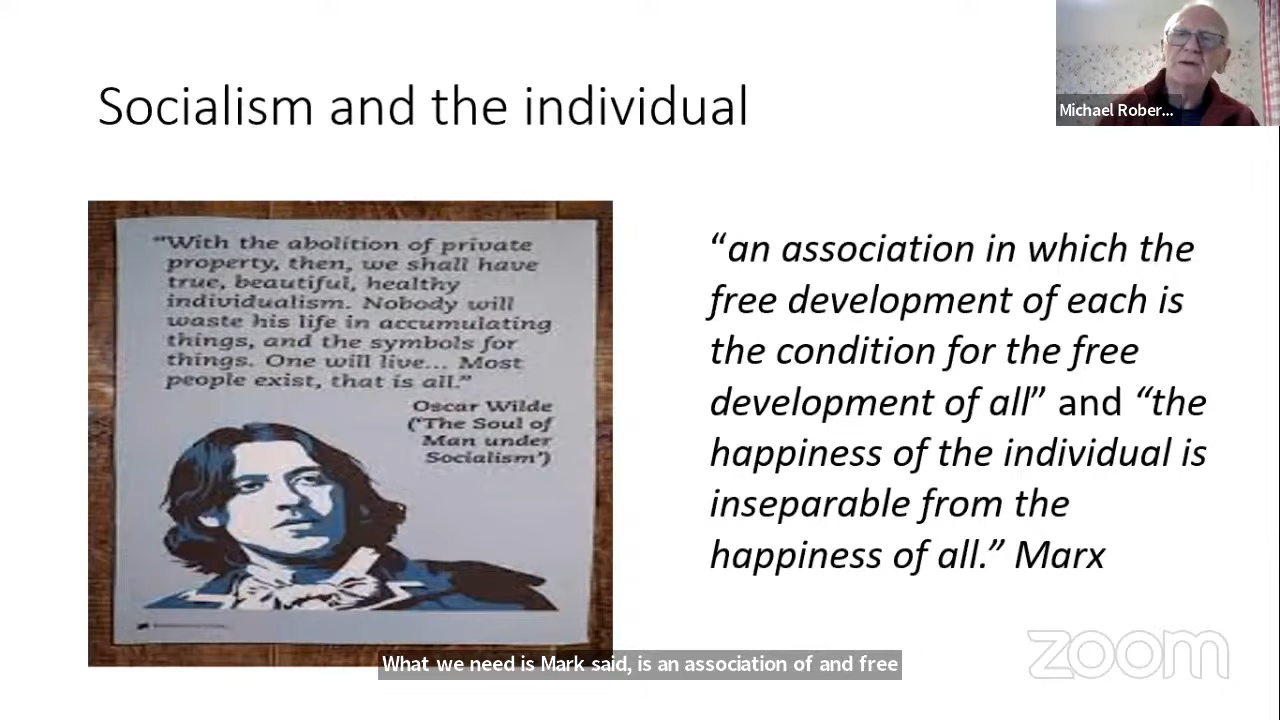 Socialism and the individual
Michael Rober...
“With the abolition of private
property, then, we shall have
true, beautiful, healthy
individualism. Nobody will
waste his life in accumulating
things, and the symbols for
things. One will live... Most
people exist, that is all.”
Oscar Wilde
(‘The Soul of
Man under
Socialism’)
“an association in which the
free development of each is
the condition for the free
development of all” and “the
happiness of the individual is
inseparable from the
happiness of all.” Marx
What we need is Mark said, is an association of and free
zoom